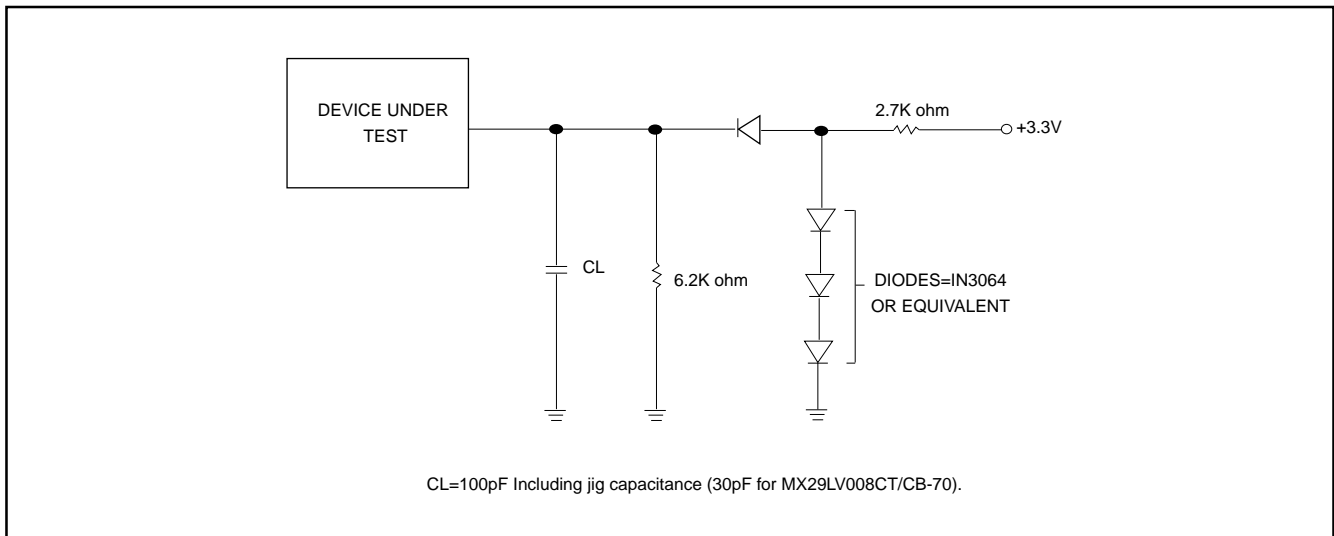 DEVICE UNDER
TEST
2.7K ohm
+3.3V
CL
6.2K ohm
DIODES=IN3064
OR EQUIVALENT
CL=100pF Including jig capacitance (30pF for MX29LV008CT/CB-70).